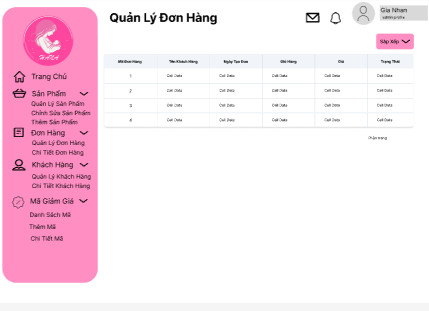 Quản Lý Đơn Hàng
Gia Nhan
HABA
Sắp Xếp
Trang Chủ
Sản Phẩm
Quản Lý Sản Phẩm
Chỉnh Sửa Sản Phẩm
Thêm Sản Phẩm
Đơn Hàng
Quản Lý Đơn Hàng
Chi Tiết Đơn Hàng
Khách Hàng
Quản Lý Khách Hàng
Chi Tiết Khách Hàng
Mã Giảm Giá
Danh Sách Mã
Thêm Mã
Chi Tiết Mã
Mã Đơn Hàng Tên Khách Hàng Ngày Tạo Đơn Giỏ Hàng Giá Trạng Thái
1 Cell Data Cell Data Cell Data Cell Data Cell Data
2 Cell Data Cell Data Cell Data Cell Data Cell Data
3 Cell Data Cell Data Cell Data Cell Data Cell Data
4 Cell Data Cell Data Cell Data Cell Data Cell Data
Phân trang